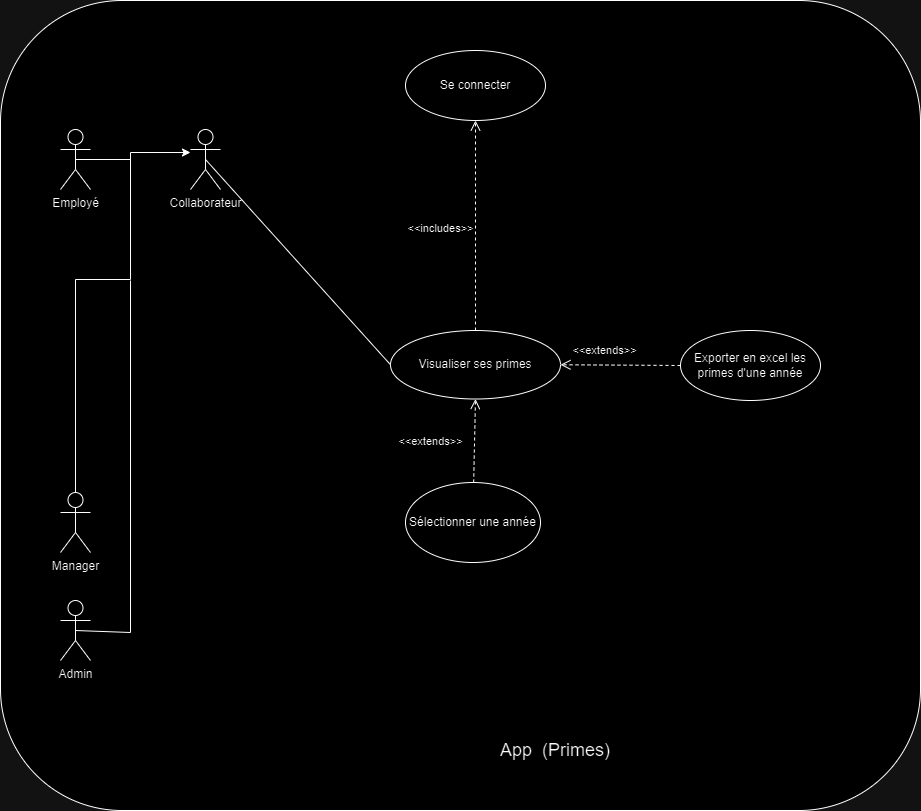 Se connecter
Employé
Collaborateur
<<includes>>
Visualiser ses primes
<<extends>>
Exporter en excel les
primes d'une année
<<extends>>
Sélectionner une année
Manager
Admin
App (Primes)